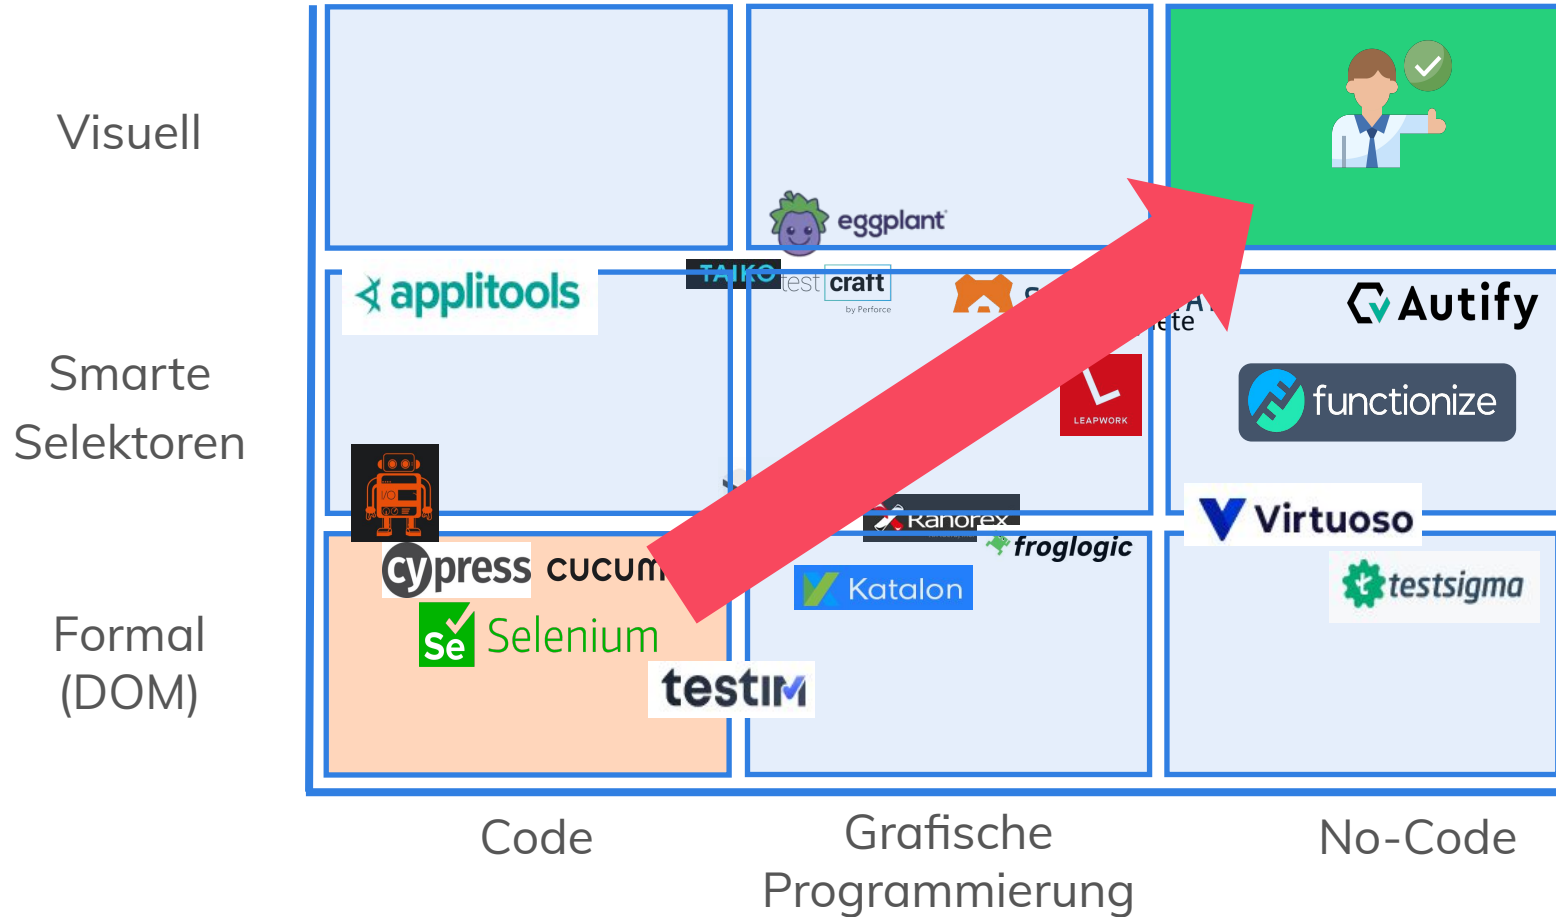 Visuell
eggplant
applitools
TAIKO
test craft
by Perforce
Autify
LEAPWORK
functionize
Smarte
Selektoren
I/O
Ranorex
Virtuoso
froglogic
cypress
Katalon
testsigma
Se Selenium
Formal
(DOM)
testim
Code
Grafische
Programmierung
No-Code